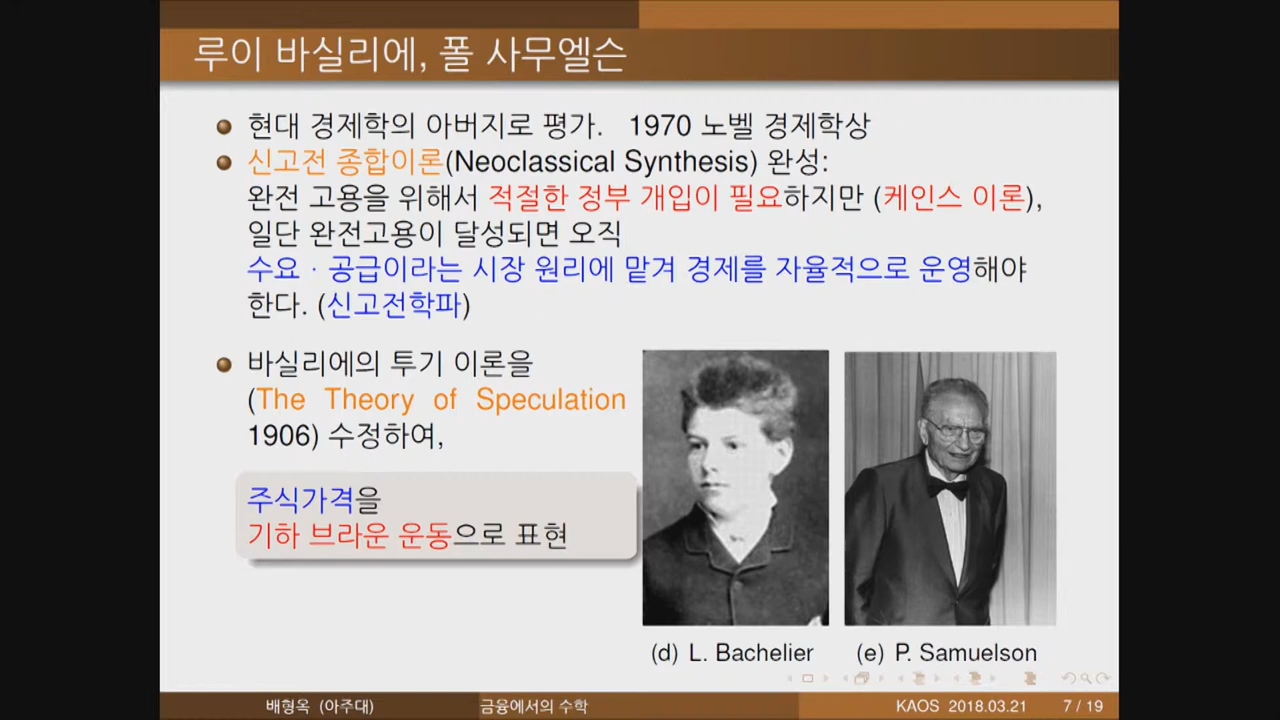 루이 바실리에, 폴 사무엘슨
현대 경제학의 아버지로 평가. 1970 노벨 경제학상
신고전 종합이론(Neoclassical Synthesis) 완성:
완전 고용을 위해서 적절한 정부 개입이 필요하지만 (케인스 이론),
일단 완전고용이 달성되면 오직
수요 · 공급이라는 시장 원리에 맡겨 경제를 자율적으로 운영해야
한다. (신고전학파)
바실리에의 투기 이론을
(The Theory of Speculation
1906) 수정하여,
주식가격을
기하 브라운 운동으로 표현
(d) L. Bachelier
(e) P. Samuelson
배형옥 (아주대)
금융에서의 수학
KAOS 2018.03.21
7 / 19